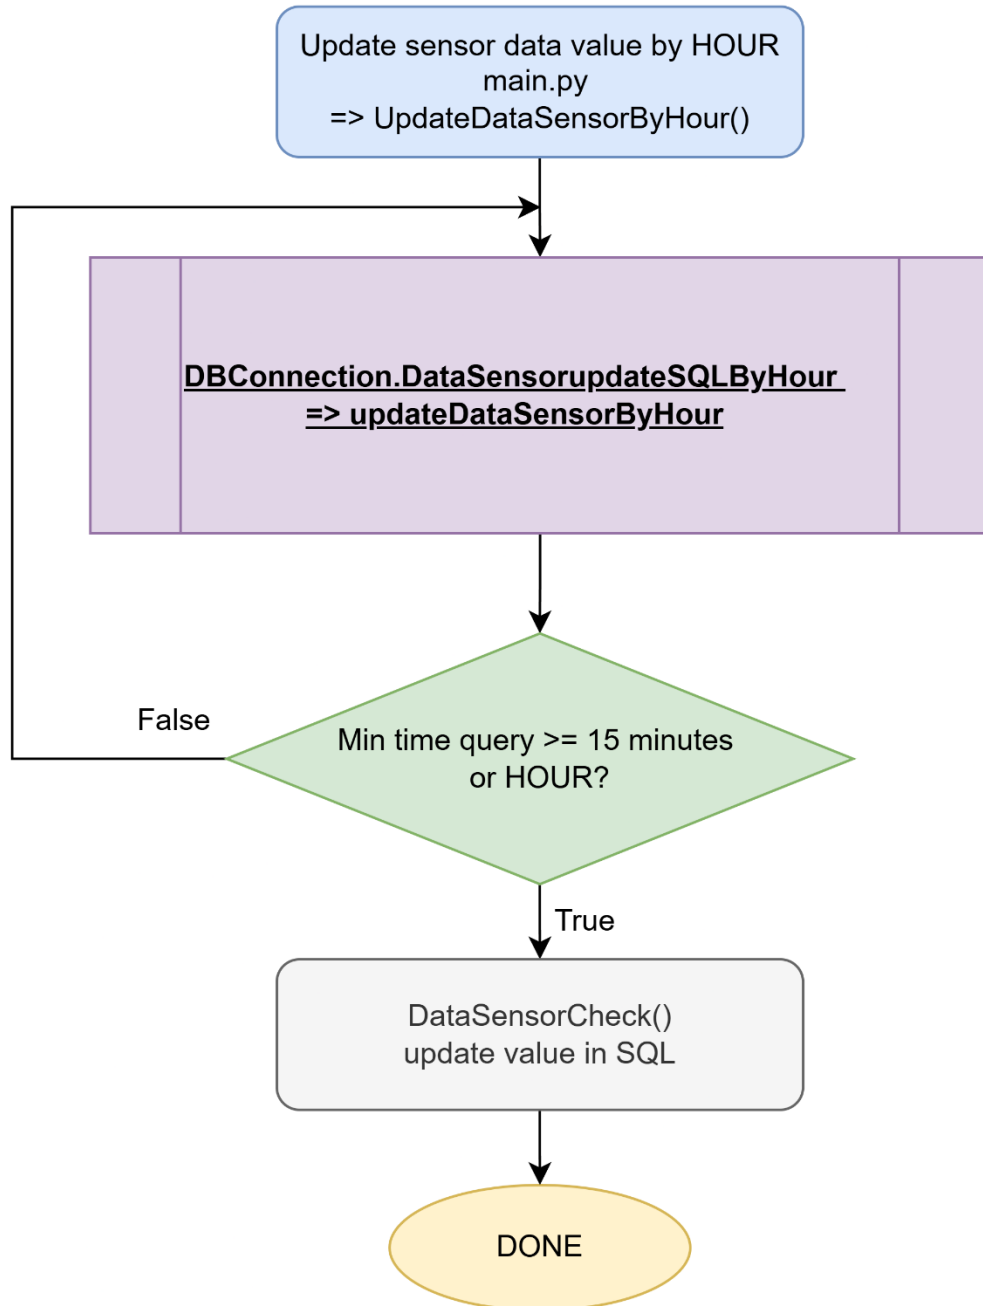 Update sensor data value by HOUR
main.py
=> UpdateDataSensorByHour()
DBConnection.DataSensorupdateSQLByHour
=> updateDataSensorByHour
False
Min time query >= 15 minutes
or HOUR?
True
DataSensorCheck()
update value in SQL
DONE